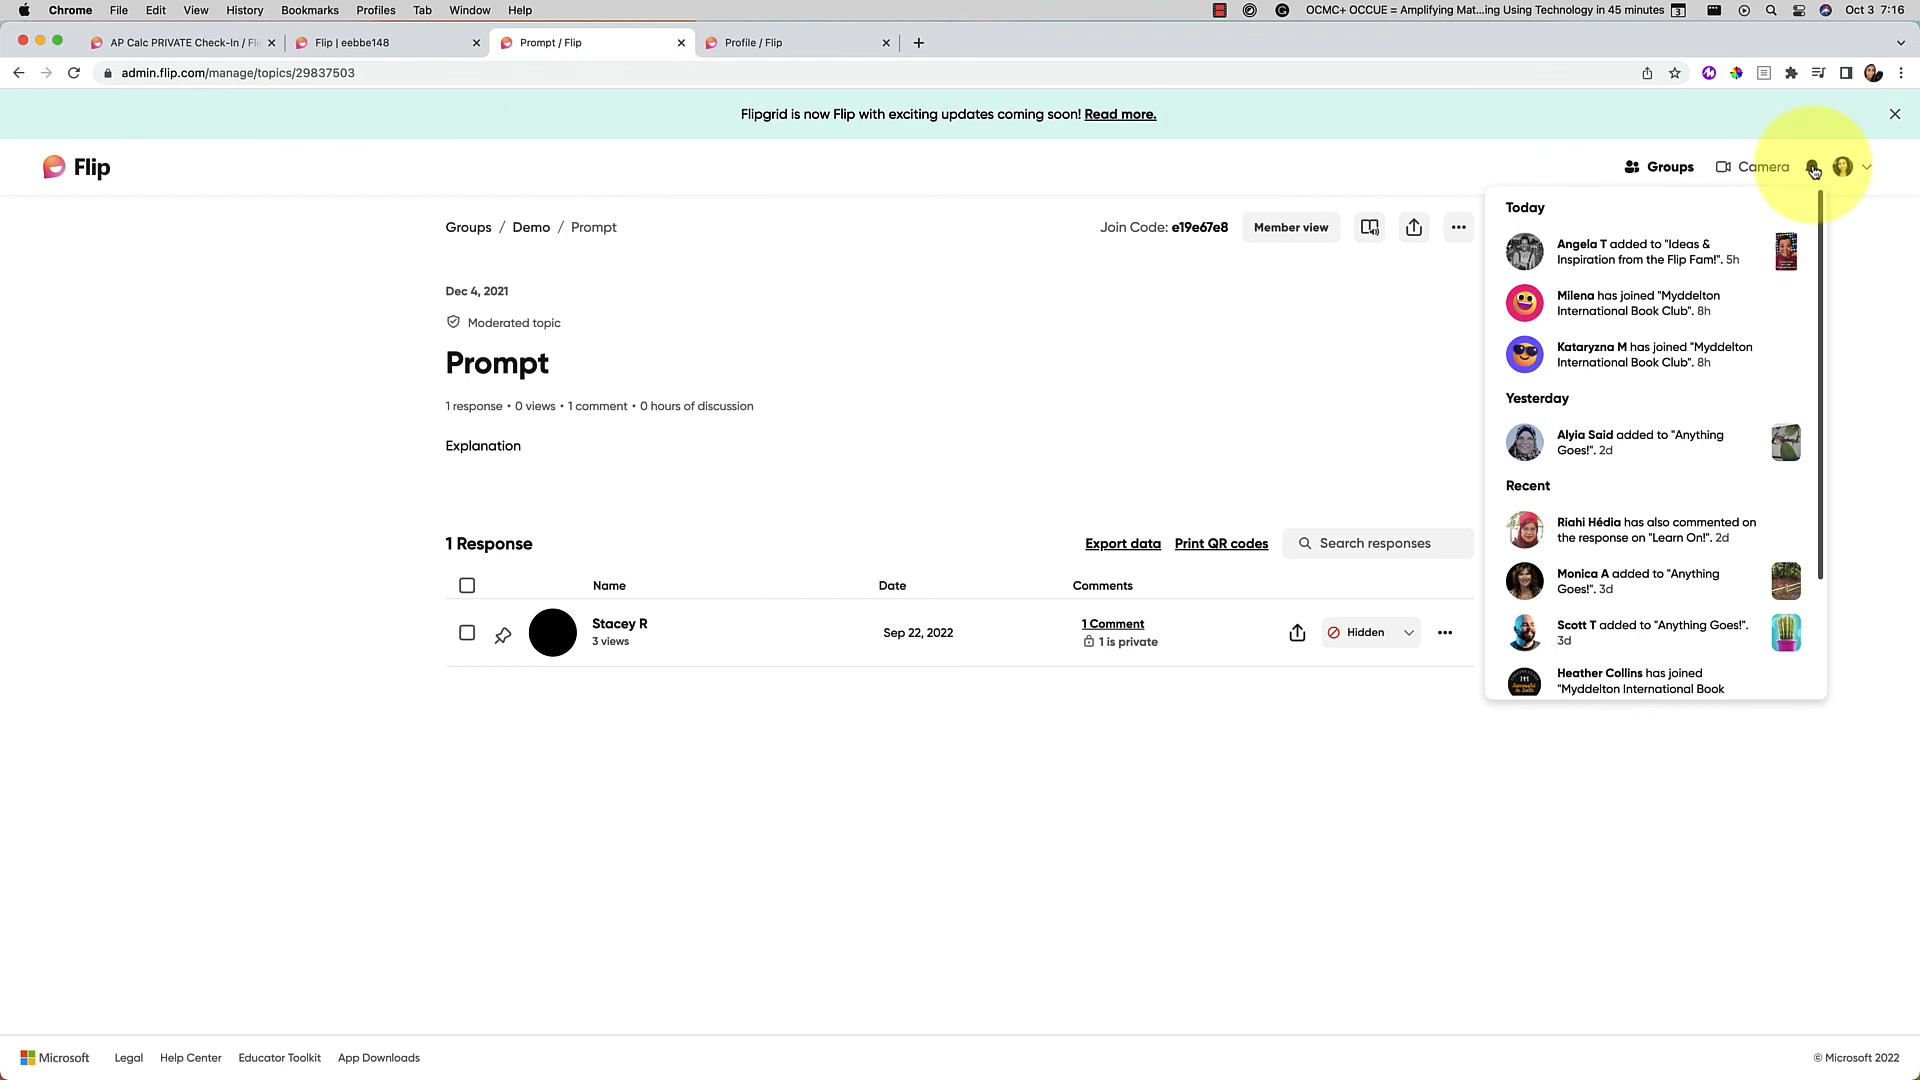 Chrome File Edit View History Bookmarks Profiles Tab Window Help OCMC+ OCCUE = Amplifying Mat...ing Using Technology in 45 minutes 3 Oct 3 7:16
AP Calc PRIVATE Check-In / Fli Flip | eebbe148 Prompt / Flip Profile / Flip
admin.flip.com/manage/topics/29837503
Flipgrid is now Flip with exciting updates coming soon! Read more.
Flip Groups Camera
Groups / Demo / Prompt Join Code: e19e67e8 Member view
Dec 4, 2021
Moderated topic
Prompt
1 response • 0 views • 1 comment • 0 hours of discussion
Explanation
1 Response Export data Print QR codes Search responses
Name Date Comments
Stacey R
3 views
Sep 22, 2022
1 Comment
1 is private
Hidden
Today
Angela T added to "Ideas &
Inspiration from the Flip Fam!". 5h
Milena has joined "Myddelton
International Book Club". 8h
Kataryzna M has joined "Myddelton
International Book Club". 8h
Yesterday
Alyia Said added to "Anything
Goes!". 2d
Recent
Riahi Hédia has also commented on
the response on "Learn On!". 2d
Monica A added to "Anything
Goes!". 3d
Scott T added to "Anything Goes!".
3d
Heather Collins has joined
"Myddelton International Book
Microsoft Legal Help Center Educator Toolkit App Downloads © Microsoft 2022